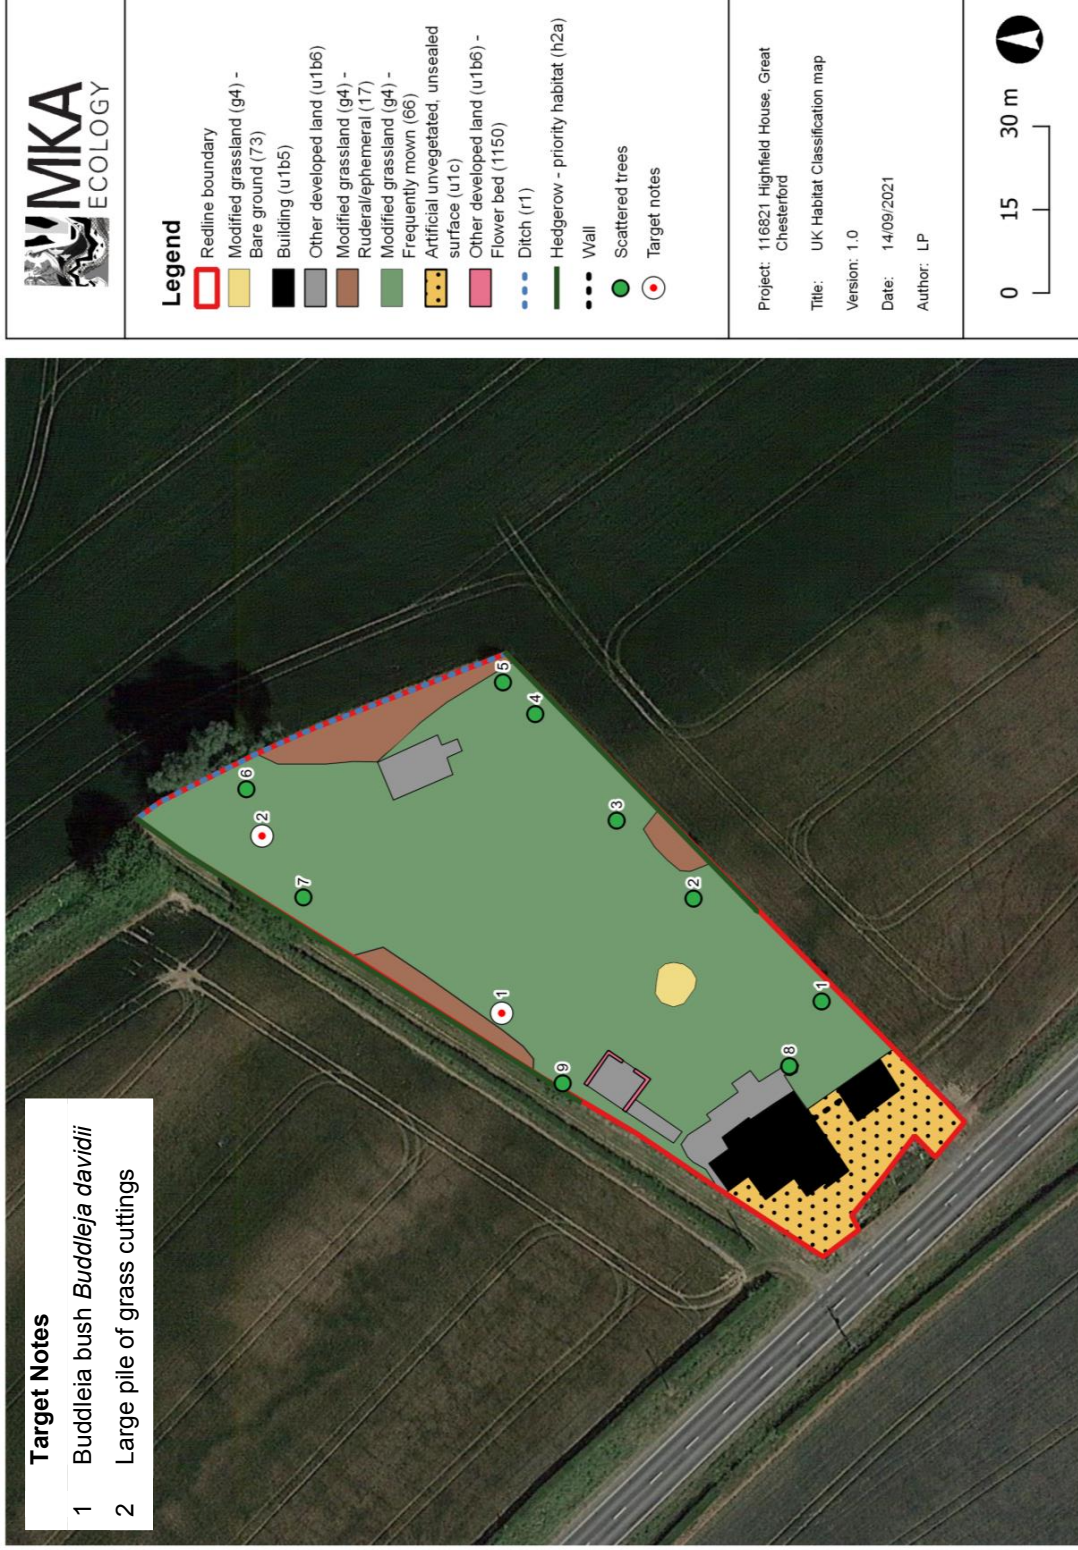 MKA
ECOLOGY
Legend
Redline boundary
Modified grassland (g4) -
Bare ground (73)
Building (u1b5)
Other developed land (u1b6)
Modified grassland (g4) -
Ruderal/ephemeral (17)
Modified grassland (g4) -
Frequently mown (66)
Artificial unvegetated, unsealed
surface (u1c)
Other developed land (u1b6) -
Flower bed (1150)
Ditch (r1)
Hedgerow - priority habitat (h2a)
Wall
Scattered trees
Target notes
Project: 116821 Highfield House, Great
Chesterford
Title: UK Habitat Classification map
Version: 1.0
Date: 14/09/2021
Author: LP
0 15 30 m
Target Notes
1 Buddleia bush Buddleja davidii
2 Large pile of grass cuttings
6
2
7
5
4
3
2
1
9
1
8